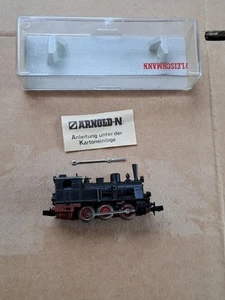 FLEISCHMANN
ARNOLD-N
Anleitung unter der
Kartoneinlage